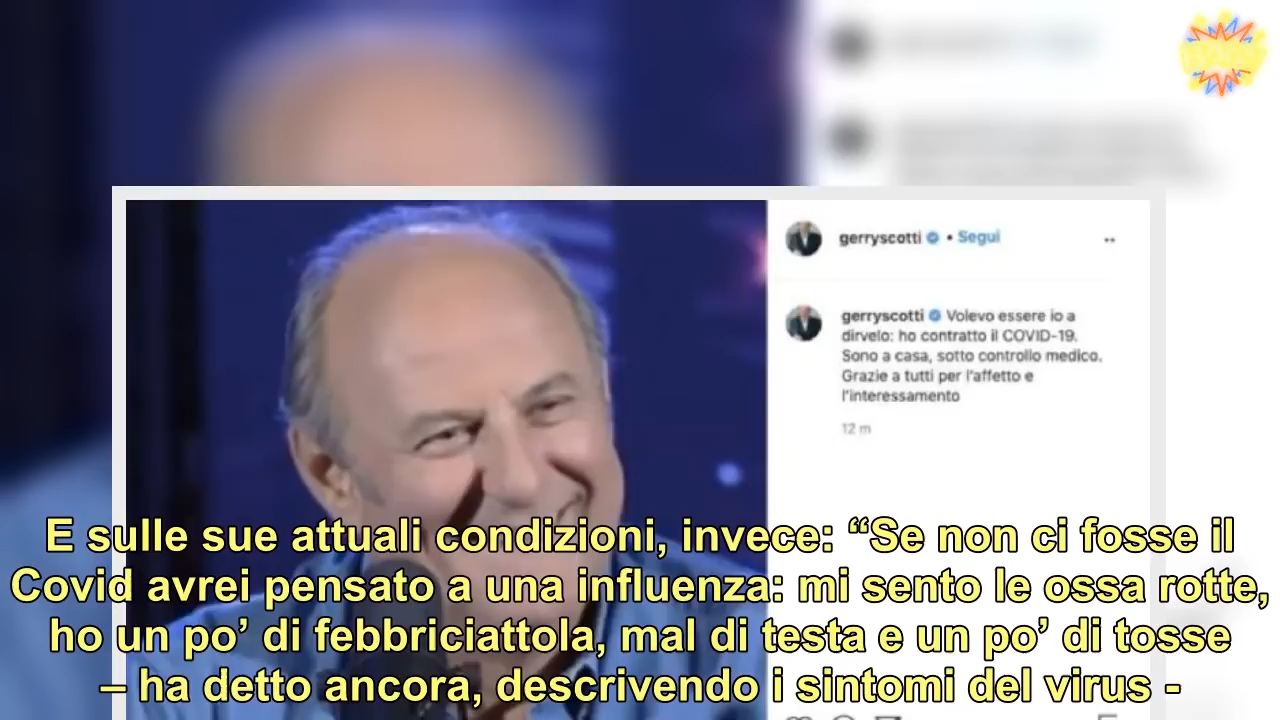 gerryscotti • Segui
gerryscotti Volevo essere io a
dirvelo: ho contratto il COVID-19.
Sono a casa, sotto controllo medico.
Grazie a tutti per l'affetto e
l'interessamento
12 m
E sulle sue attuali condizioni, invece: “Se non ci fosse il
Covid avrei pensato a una influenza: mi sento le ossa rotte,
ho un po’ di febbriciattola, mal di testa e un po’ di tosse
– ha detto ancora, descrivendo i sintomi del virus -